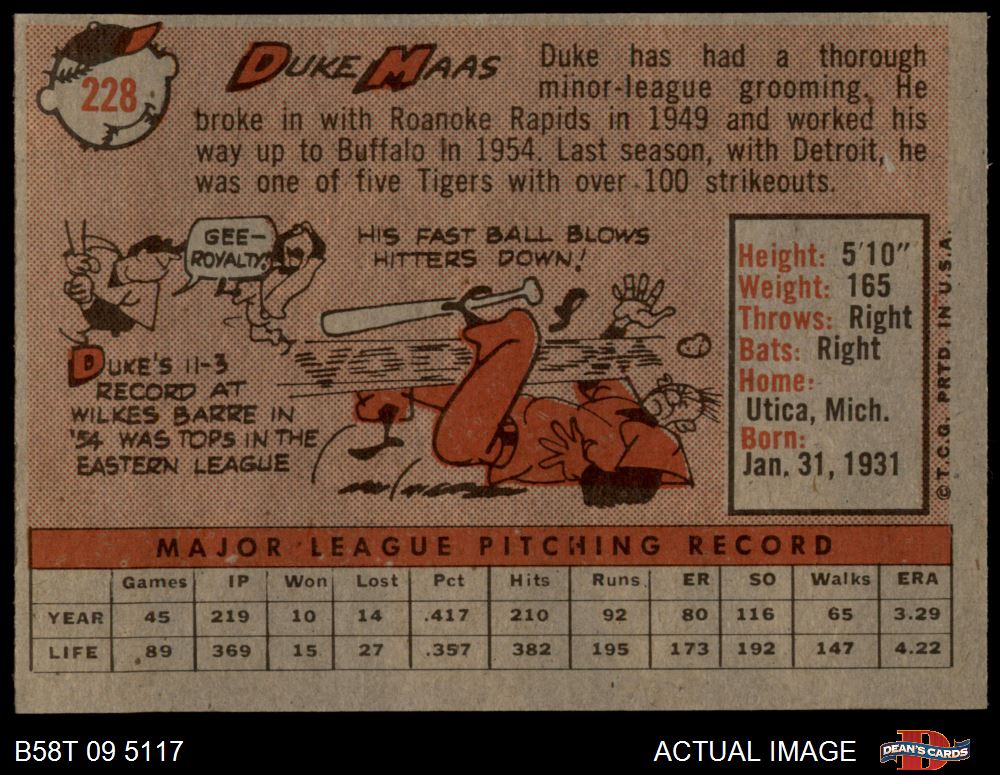 228
DUKE MAAS
Duke has had a thorough
minor-league grooming. He
broke in with Roanoke Rapids in 1949 and worked his
way up to Buffalo in 1954. Last season, with Detroit, he
was one of five Tigers with over 100 strikeouts.
GEE-
ROYALTY!
HIS FAST BALL BLOWS
HITTERS DOWN!
DUKE'S 11-3
RECORD AT
WILKES BARRE IN
'54 WAS TOPS IN THE
EASTERN LEAGUE
B
Height: 5'10"
Weight: 165
Throws: Right
Bats: Right
Home:
Utica, Mich.
Born:
Jan. 31, 1931
© T.C.G. PRTD. IN U.S.A.
MAJOR LEAGUE PITCHING RECORD
Games IP Won Lost Pct Hits Runs ER SO Walks ERA
YEAR 45 219 10 14 .417 210 92 80 116 65 3.29
LIFE 89 369 15 27 .357 382 195 173 192 147 4.22
B58T 09 5117
ACTUAL IMAGE
DEAN'S CARDS